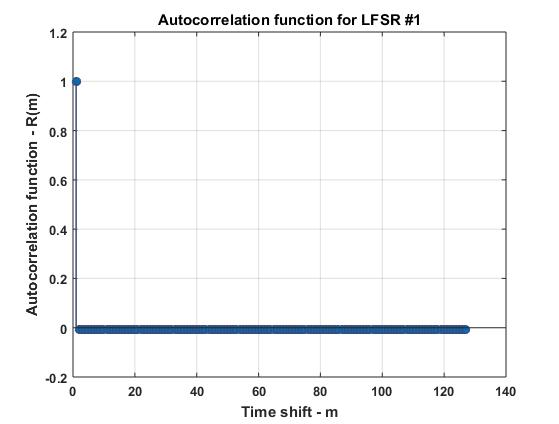 Autocorrelation function for LFSR #1
Autocorrelation function - R(m)
1.2
1
0.8
0.6
0.4
0.2
0
-0.2
0 20 40 60 80 100 120 140
Time shift - m